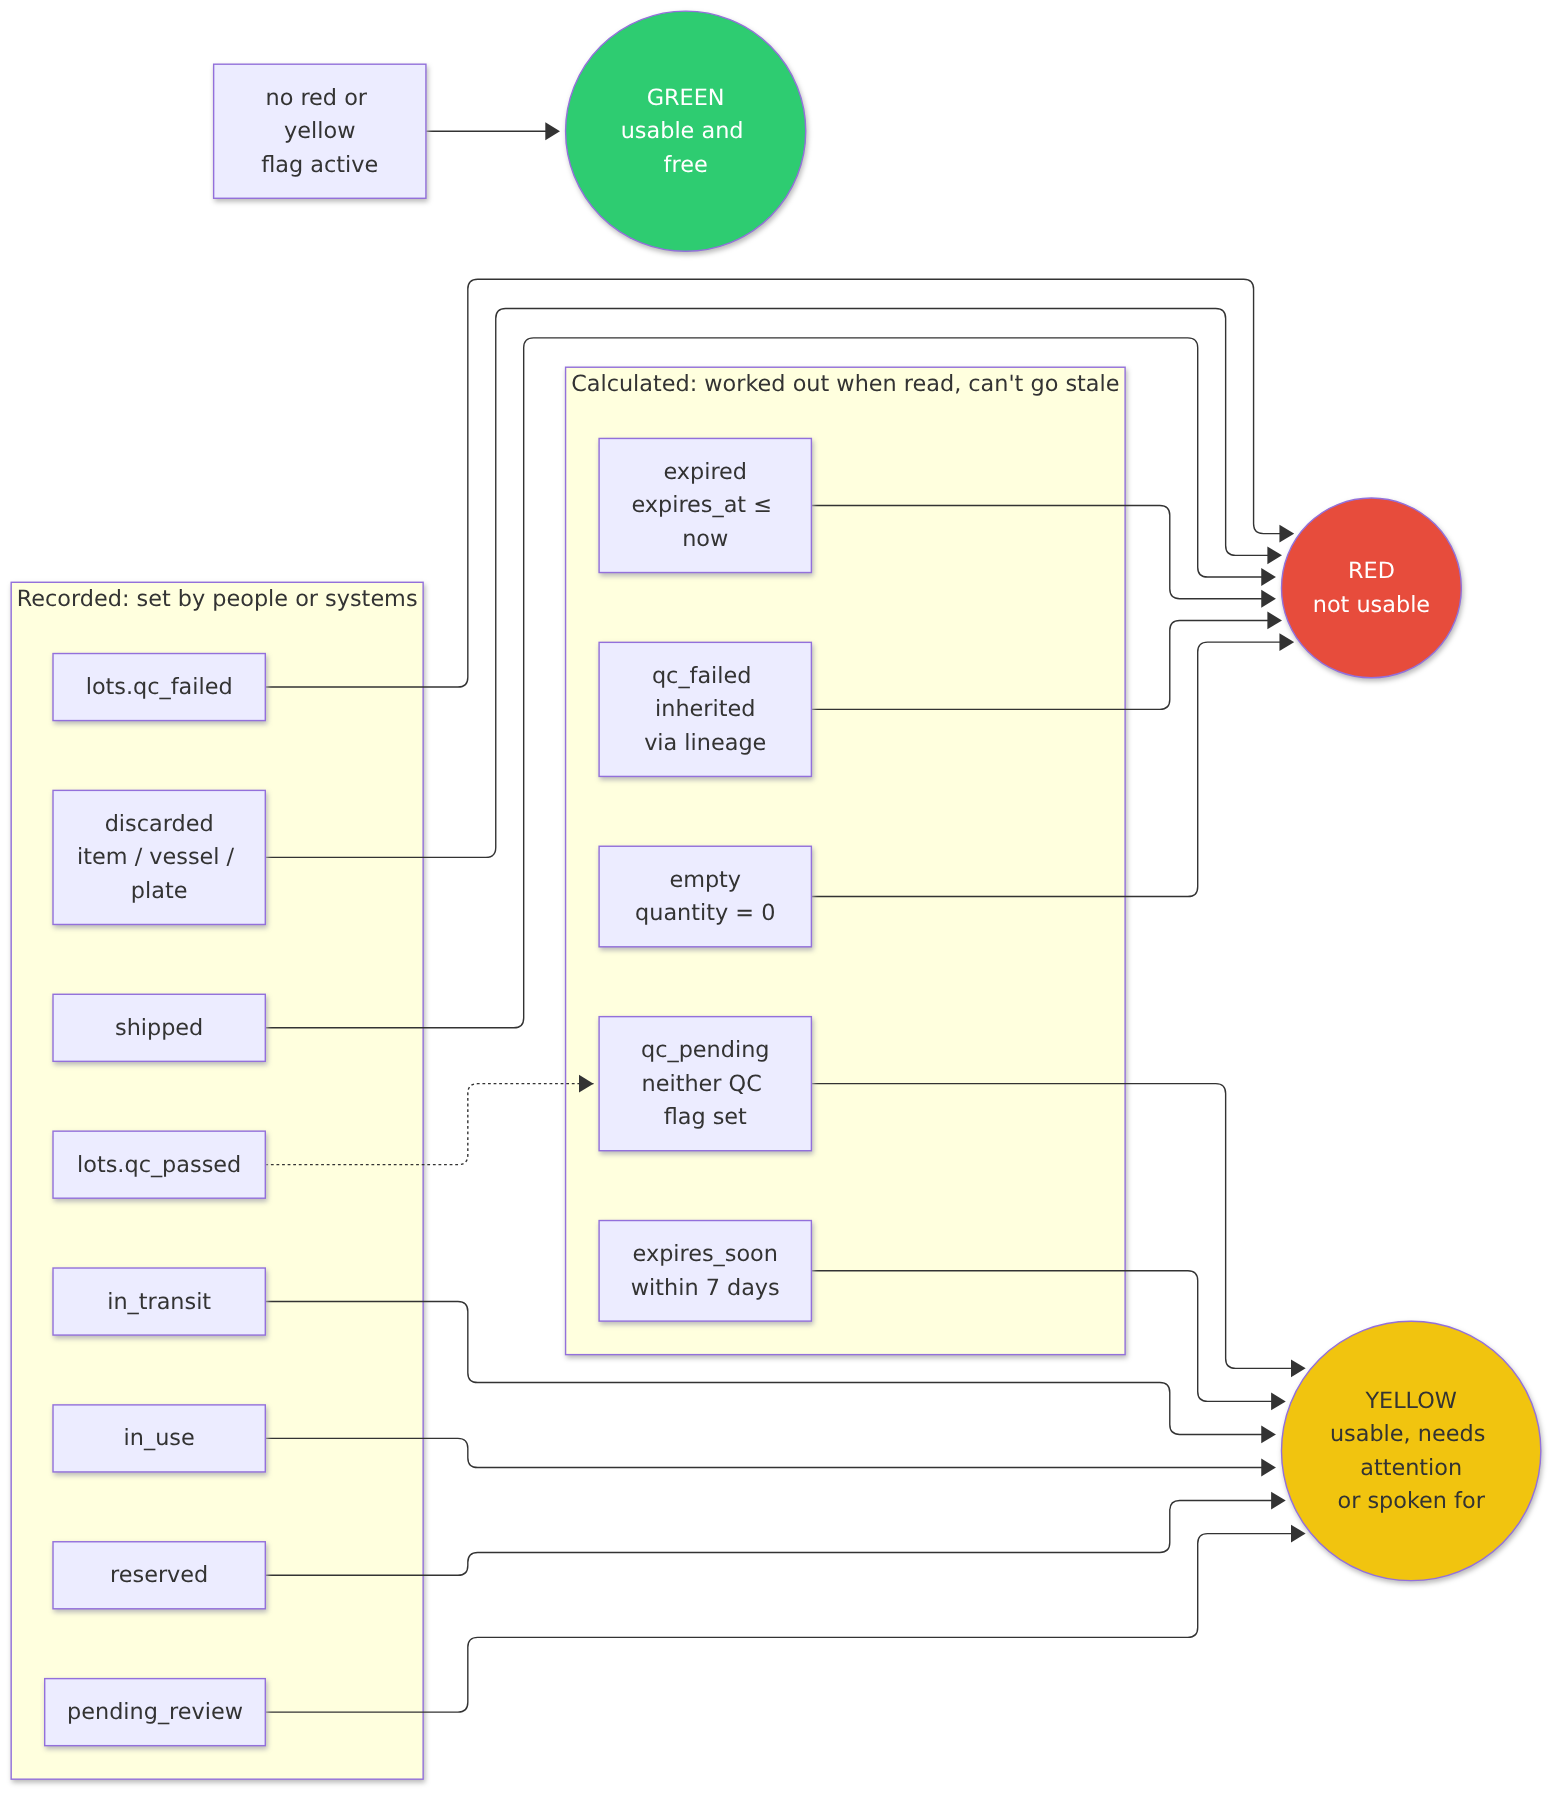 no red or
yellow
flag active
GREEN
usable and
free
Calculated: worked out when read, can't go stale
expired
expires_at ≤
now
qc_failed
inherited
via lineage
empty
quantity = 0
qc_pending
neither QC
flag set
expires_soon
within 7 days
Recorded: set by people or systems
lots.qc_failed
discarded
item / vessel /
plate
shipped
lots.qc_passed
in_transit
in_use
reserved
pending_review
RED
not usable
YELLOW
usable, needs
attention
or spoken for